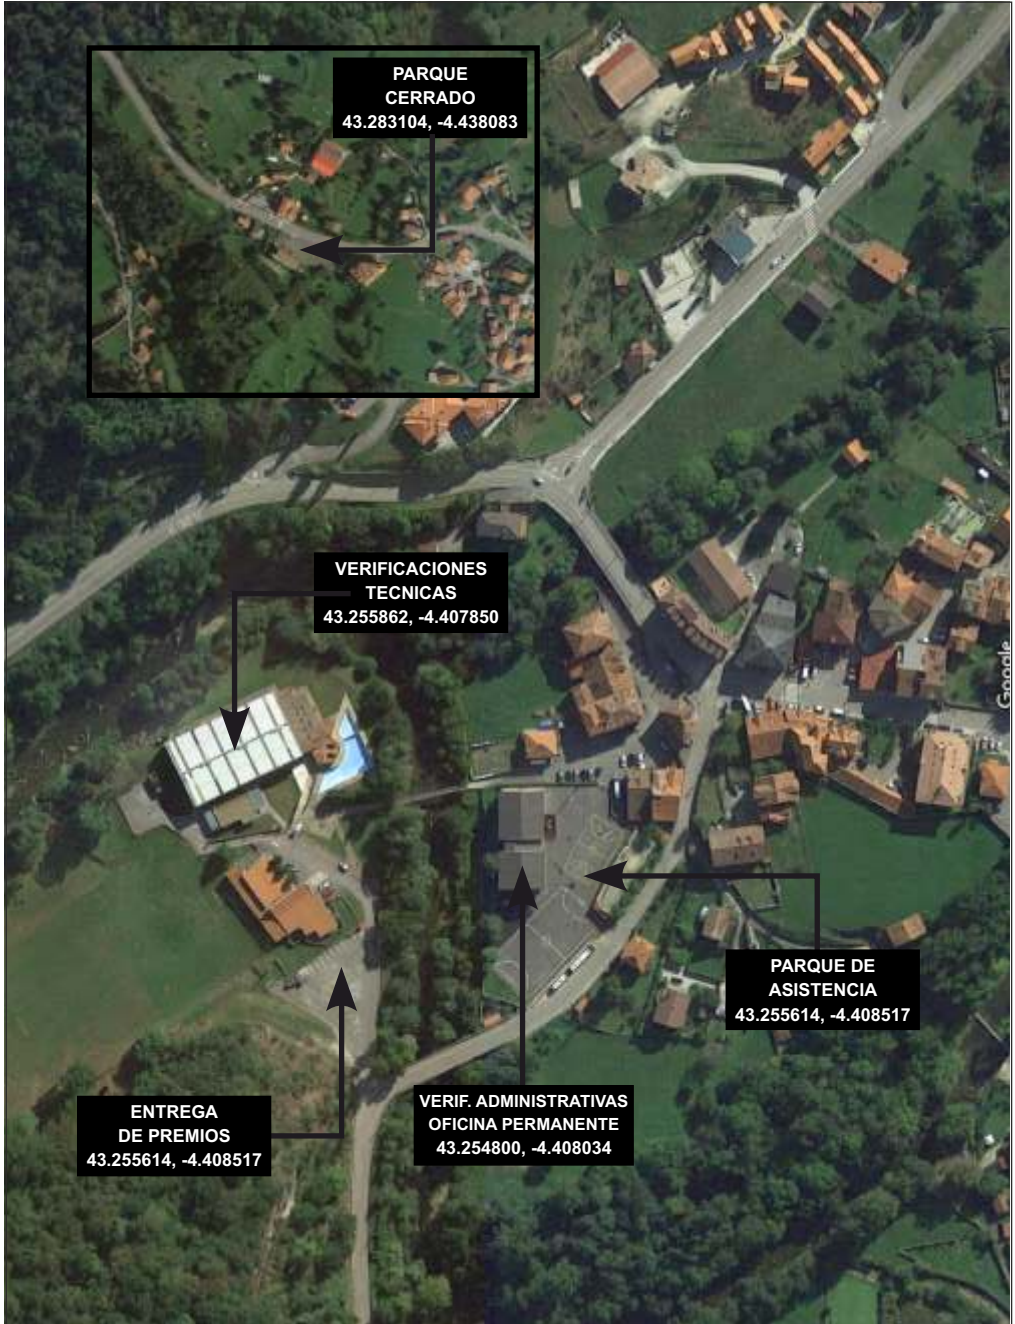 PARQUE
CERRADO
43.283104, -4.438083
VERIFICACIONES
TECNICAS
43.255862, -4.407850
Google
PARQUE DE
ASISTENCIA
43.255614, -4.408517
ENTREGA
DE PREMIOS
43.255614, -4.408517
VERIF. ADMINISTRATIVAS
OFICINA PERMANENTE
43.254800, -4.408034